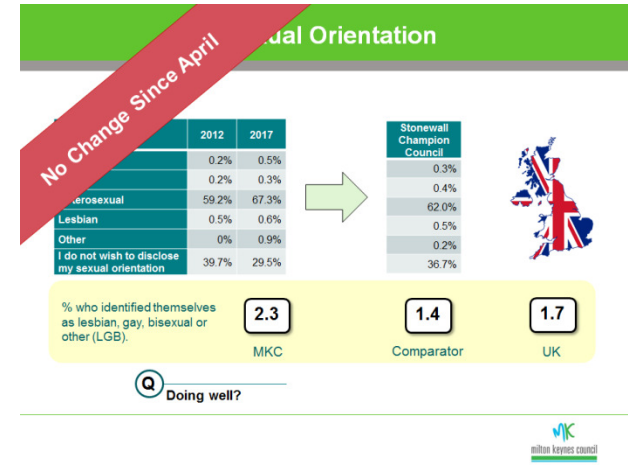 ual Orientation
No Change Since April
2012 2017
0.2% 0.5%
0.2% 0.3%
terosexual 59.2% 67.3%
Lesbian 0.5% 0.6%
Other 0% 0.9%
I do not wish to disclose
my sexual orientation 39.7% 29.5%
Stonewall
Champion
Council
0.3%
0.4%
62.0%
0.5%
0.2%
36.7%
% who identified themselves
as lesbian, gay, bisexual or
other (LGB).
2.3
MKC
1.4
Comparator
1.7
UK
Q
Doing well?
MK
milton keynes council